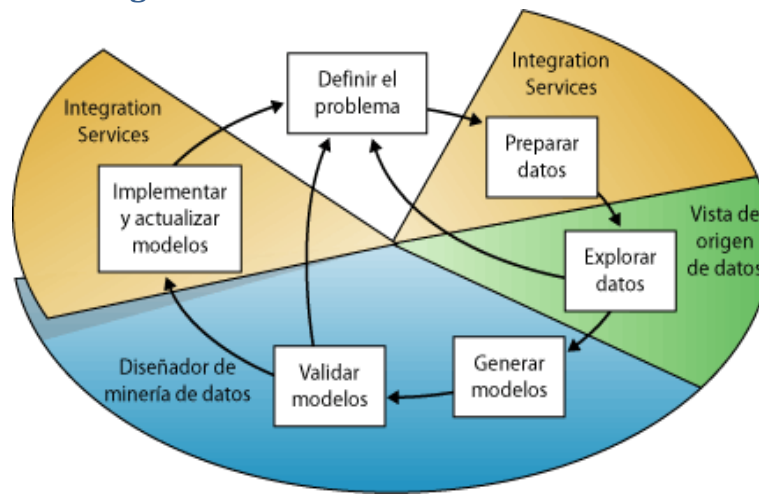 Definir el
problema
Integration
Services
Preparar
datos
Vista de
origen
de datos
Explorar
datos
Generar
modelos
Validar
modelos
Diseñador de
minería de datos
Implementar
y actualizar
modelos
Integration
Services